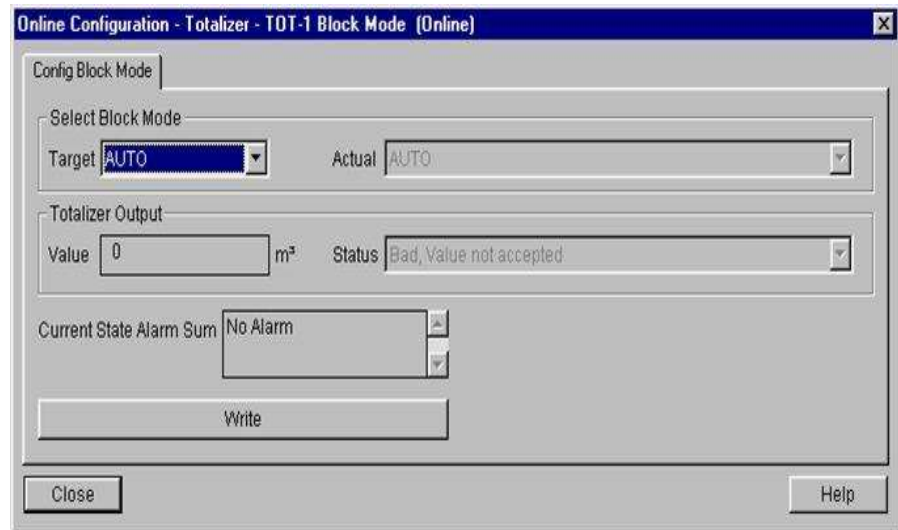 Online Configuration - Totalizer - TOT-1 Block Mode (Online)
Config Block Mode
Select Block Mode
Target AUTO Actual AUTO
Totalizer Output
Value 0 m³ Status Bad, Value not accepted
Current State Alarm Sum No Alarm
Write
Close Help